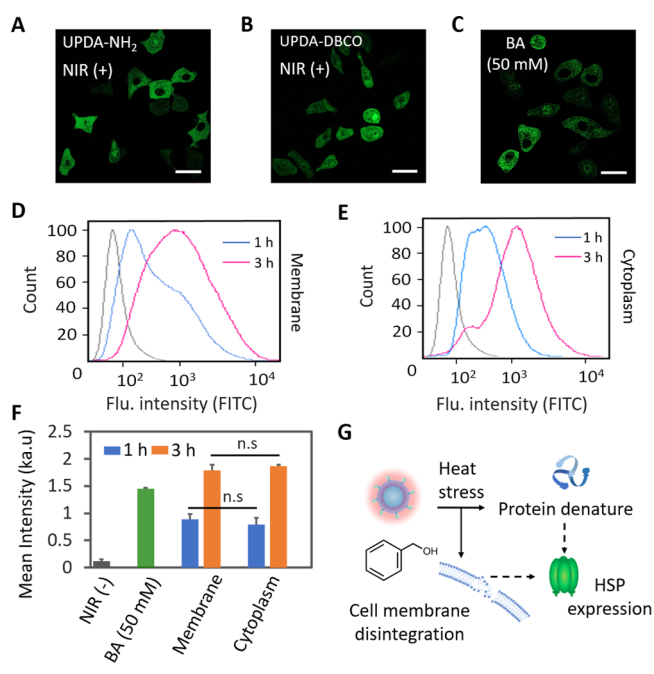 A
UPDA-NH2
NIR (+)
B
UPDA-DBCO
NIR (+)
C
BA
(50 mM)
D
100
80
60
40
20
0
10²
10³
10⁴
Count
Flu. intensity (FITC)
1 h
3 h
Membrane
E
100
80
60
40
20
0
10²
10³
10⁴
Count
Flu. intensity (FITC)
1 h
3 h
Cytoplasm
F
2.5
2
1.5
1
0.5
0
Mean Intensity (ka.u)
1 h
3 h
n.s
n.s
NIR (-)
BA (50 mM)
Membrane
Cytoplasm
G
Heat
stress
Protein denature
OH
Cell membrane
disintegration
HSP
expression